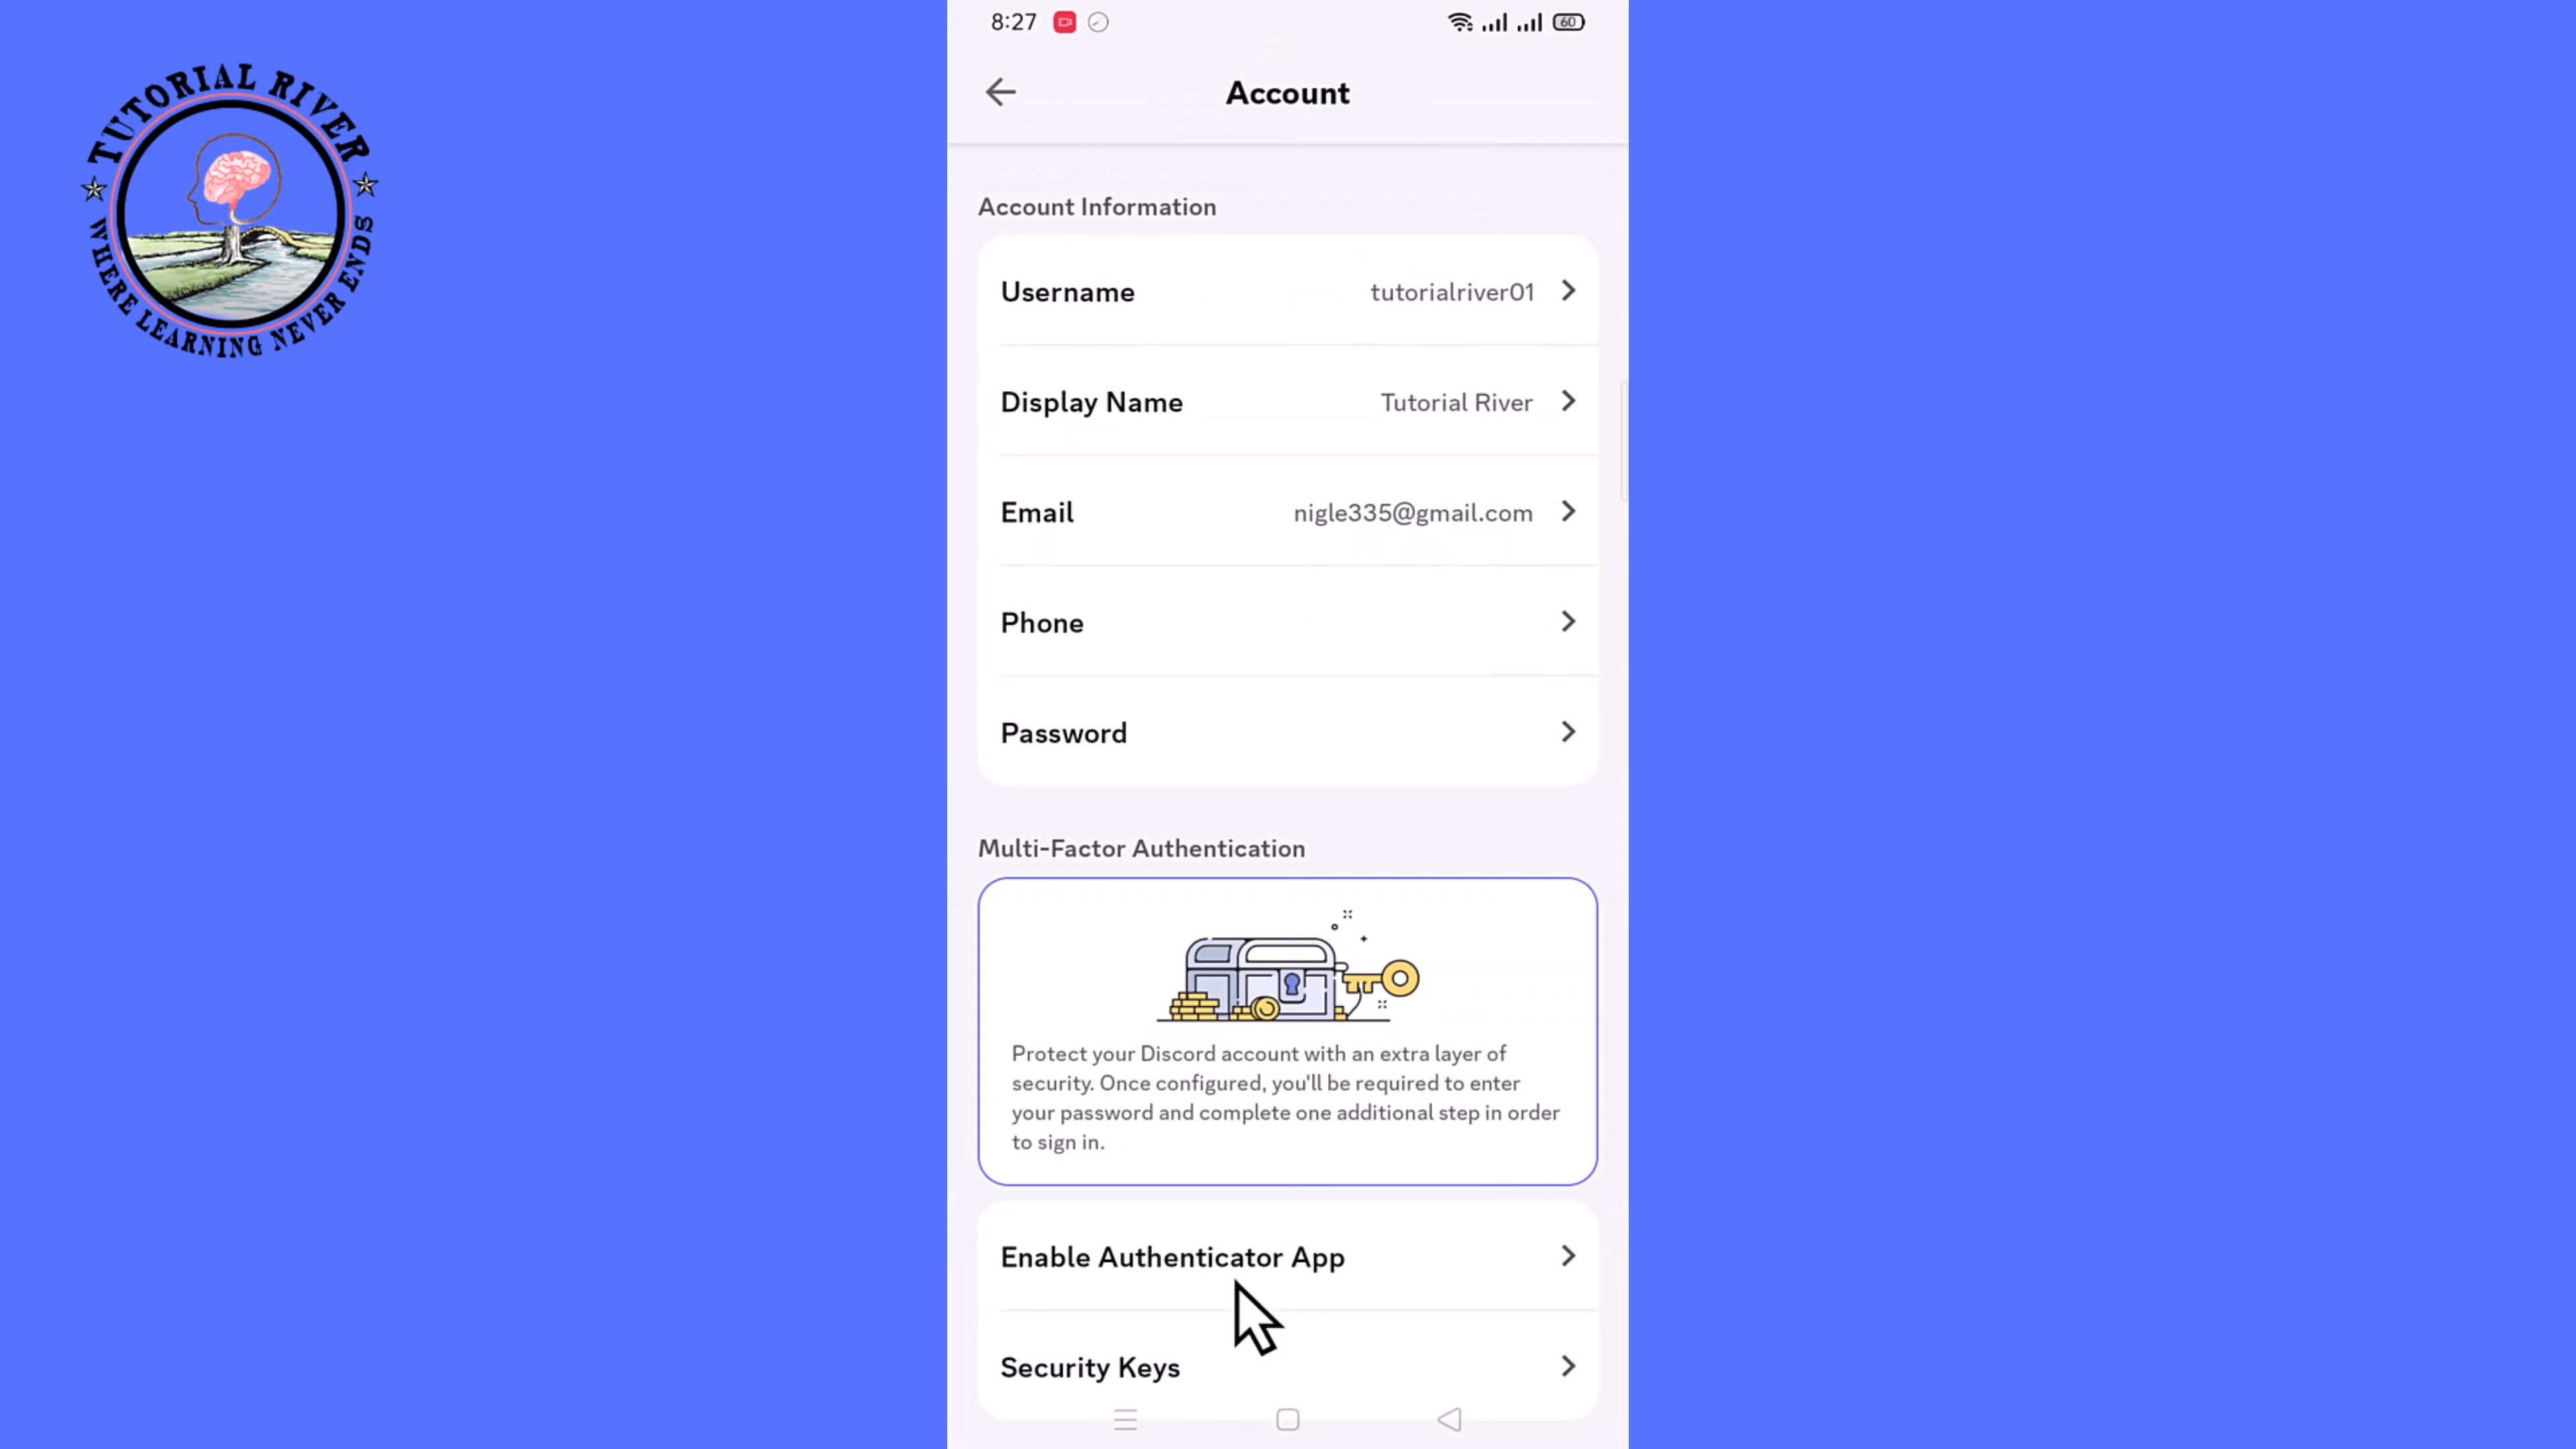 TUTORIAL RIVER
WHERE LEARNING NEVER ENDS
8:27
60
Account
Account Information
Username tutorialriver01
Display Name Tutorial River
Email nigle335@gmail.com
Phone
Password
Multi-Factor Authentication
Protect your Discord account with an extra layer of
security. Once configured, you'll be required to enter
your password and complete one additional step in order
to sign in.
Enable Authenticator App
Security Keys